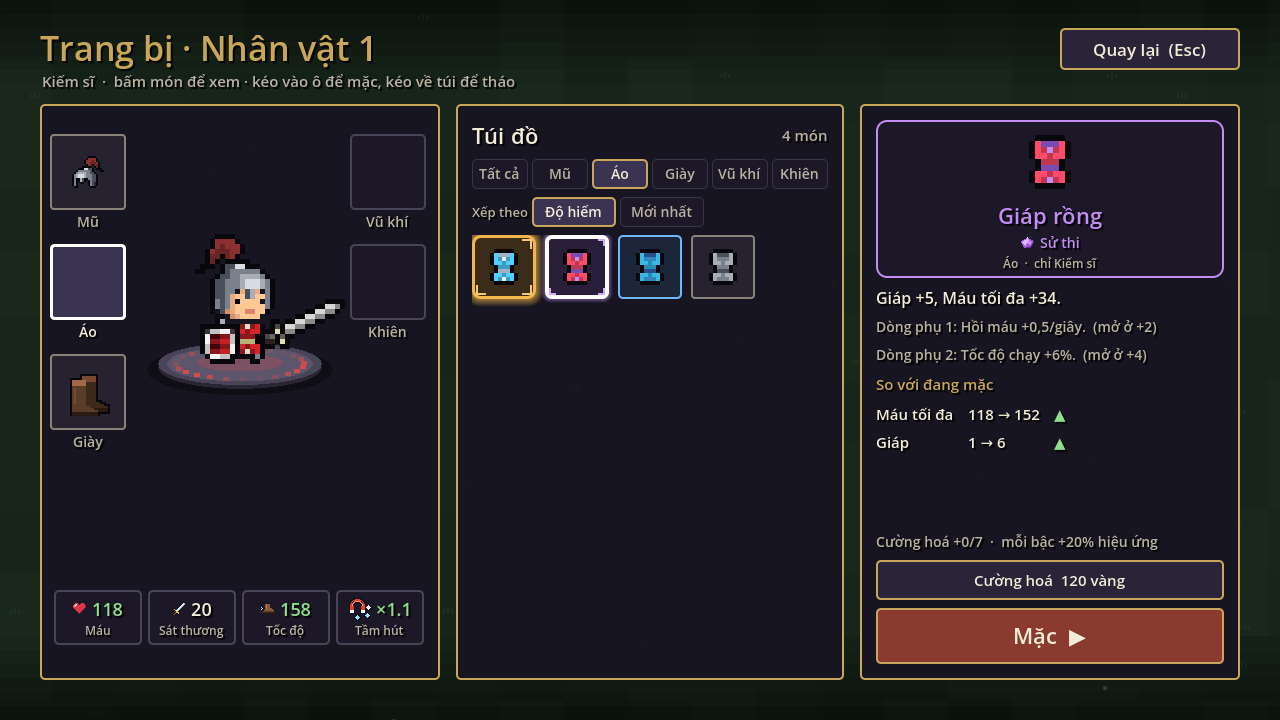 Trang bị · Nhân vật 1
Quay lại (Esc)
Kiếm sĩ · bấm món để xem · kéo vào ô để mặc, kéo về túi để tháo
Mũ
Vũ khí
Áo
Khiên
Giày
118
Máu
20
Sát thương
158
Tốc độ
×1.1
Tầm hút
Túi đồ
4 món
Tất cả
Mũ
Áo
Giày
Vũ khí
Khiên
Xếp theo
Độ hiếm
Mới nhất
Giáp rồng
Sử thi
Áo · chỉ Kiếm sĩ
Giáp +5, Máu tối đa +34.
Dòng phụ 1: Hồi máu +0,5/giây. (mở ở +2)
Dòng phụ 2: Tốc độ chạy +6%. (mở ở +4)
So với đang mặc
Máu tối đa 118 → 152 ▲
Giáp 1 → 6 ▲
Cường hoá +0/7 · mỗi bậc +20% hiệu ứng
Cường hoá 120 vàng
Mặc ▶